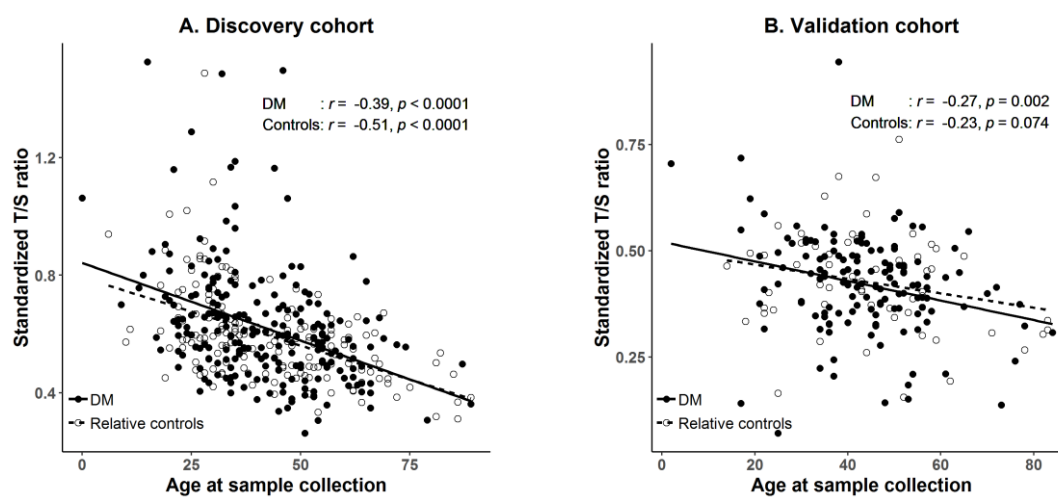 A. Discovery cohort
DM : r = -0.39, p < 0.0001
Controls: r = -0.51, p < 0.0001
Standardized T/S ratio
1.2
0.8
0.4
DM
Relative controls
0 25 50 75
Age at sample collection
B. Validation cohort
DM : r = -0.27, p = 0.002
Controls: r = -0.23, p = 0.074
Standardized T/S ratio
0.75
0.50
0.25
DM
Relative controls
0 20 40 60 80
Age at sample collection